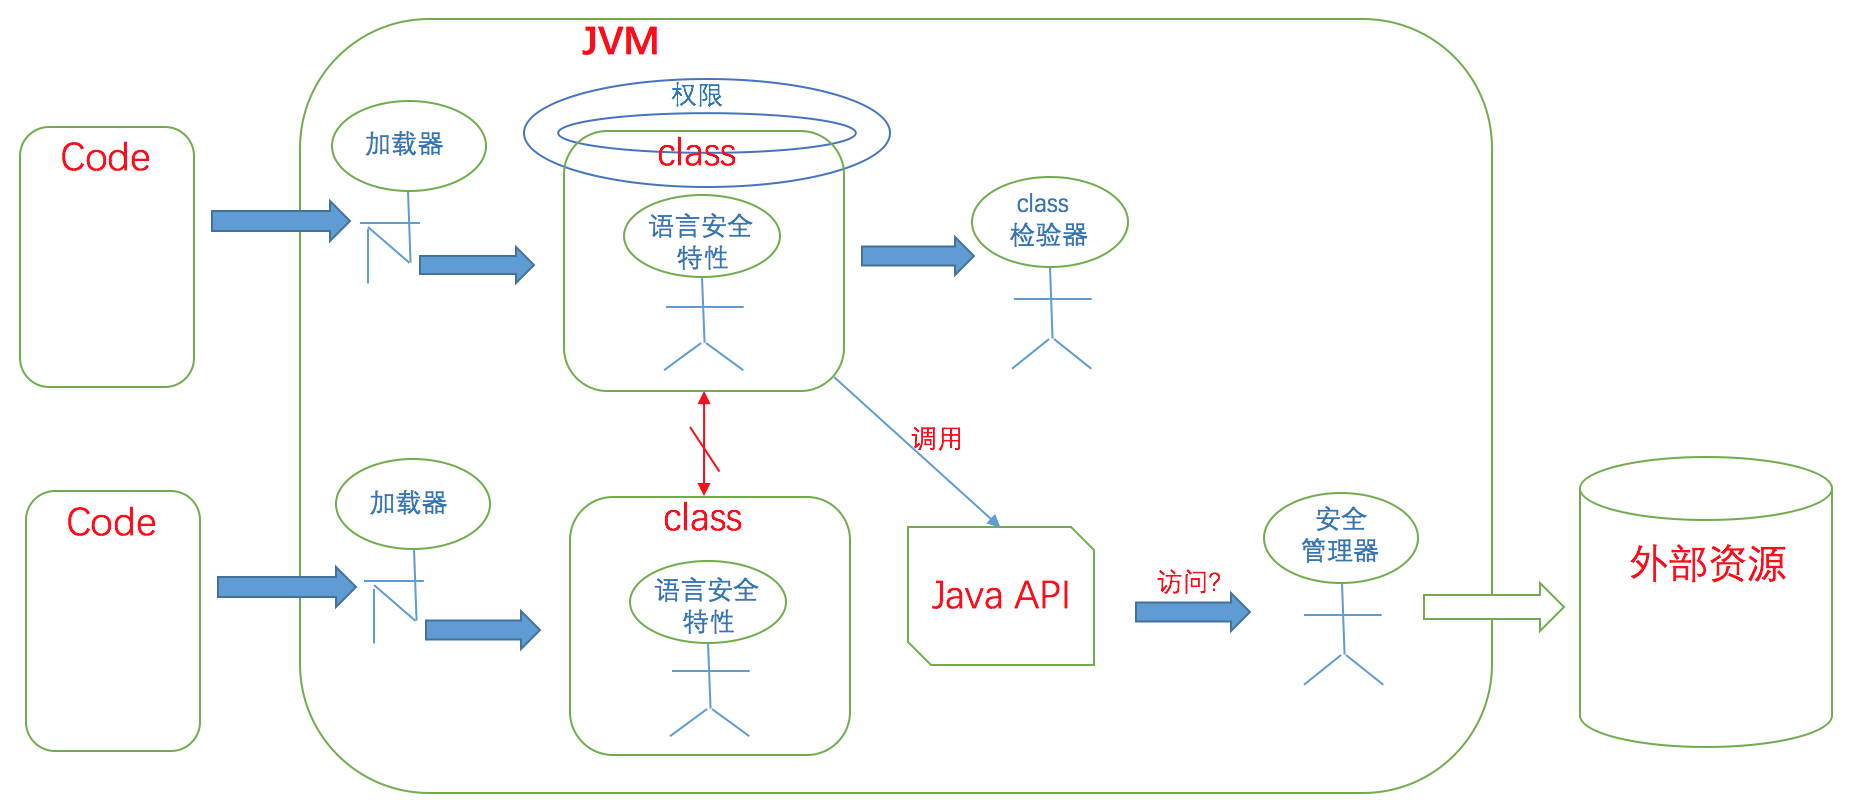 JVM
权限
Code
加载器
class
语言安全
特性
class
检验器
调用
Code
加载器
class
语言安全
特性
Java API
访问?
安全
管理器
外部资源